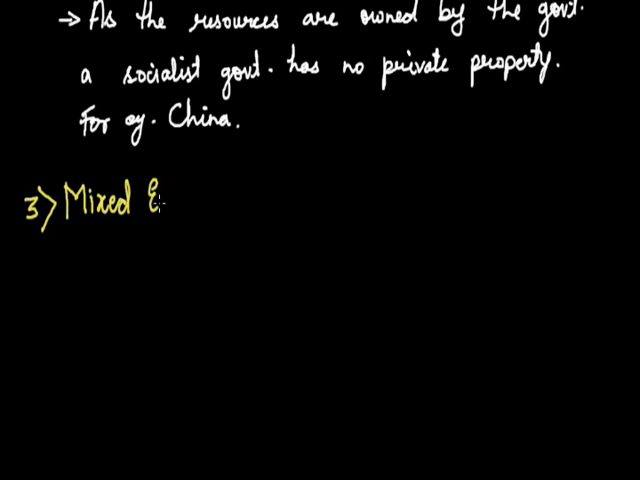 → As the resources are owned by the govt.
a socialist govt. has no private property.
For eg. China.
3> Mixed E